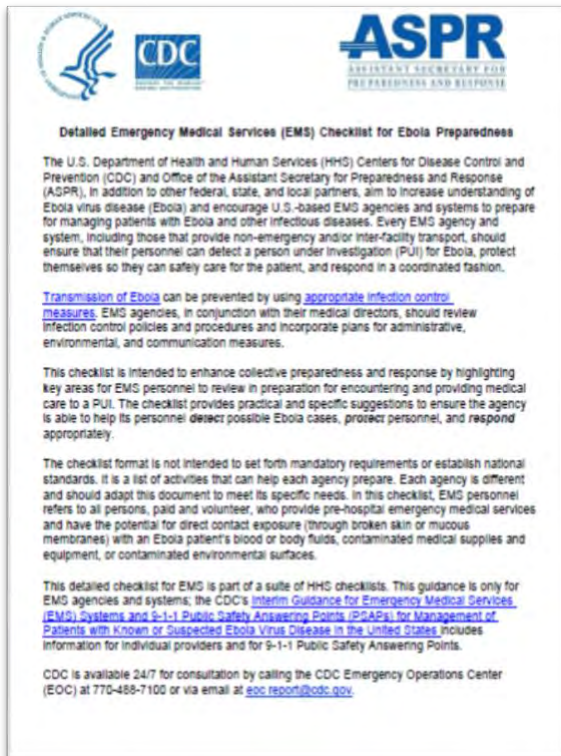 CDC
ASPR
ASSISTANT SECRETARY FOR
PREPAREDNESS AND RESPONSE
Detailed Emergency Medical Services (EMS) Checklist for Ebola Preparedness
The U.S. Department of Health and Human Services (HHS) Centers for Disease Control and
Prevention (CDC) and Office of the Assistant Secretary for Preparedness and Response
(ASPR), in addition to other federal, state, and local partners, aim to increase understanding of
Ebola virus disease (Ebola) and encourage U.S.-based EMS agencies and systems to prepare
for managing patients with Ebola and other infectious diseases. Every EMS agency and
system, including those that provide non-emergency and/or inter-facility transport, should
ensure that their personnel can detect a person under investigation (PUI) for Ebola, protect
themselves so they can safely care for the patient, and respond in a coordinated fashion.
Transmission of Ebola can be prevented by using appropriate infection control
measures. EMS agencies, in conjunction with their medical directors, should review
infection control policies and procedures and incorporate plans for administrative,
environmental, and communication measures.
This checklist is intended to enhance collective preparedness and response by highlighting
key areas for EMS personnel to review in preparation for encountering and providing medical
care to a PUI. The checklist provides practical and specific suggestions to ensure the agency
is able to help its personnel detect possible Ebola cases, protect personnel, and respond
appropriately.
The checklist format is not intended to set forth mandatory requirements or establish national
standards. It is a list of activities that can help each agency prepare. Each agency is different
and should adapt this document to meet its specific needs. In this checklist, EMS personnel
refers to all persons, paid and volunteer, who provide pre-hospital emergency medical services
and have the potential for direct contact exposure (through broken skin or mucous
membranes) with an Ebola patient's blood or body fluids, contaminated medical supplies and
equipment, or contaminated environmental surfaces.
This detailed checklist for EMS is part of a suite of HHS checklists. This guidance is only for
EMS agencies and systems; the CDC's Interim Guidance for Emergency Medical Services
(EMS) Systems and 9-1-1 Public Safety Answering Points (PSAPs) for Management of
Patients with Known or Suspected Ebola Virus Disease in the United States includes
information for individual providers and for 9-1-1 Public Safety Answering Points.
CDC is available 24/7 for consultation by calling the CDC Emergency Operations Center
(EOC) at 770-488-7100 or via email at eoc.report@cdc.gov.